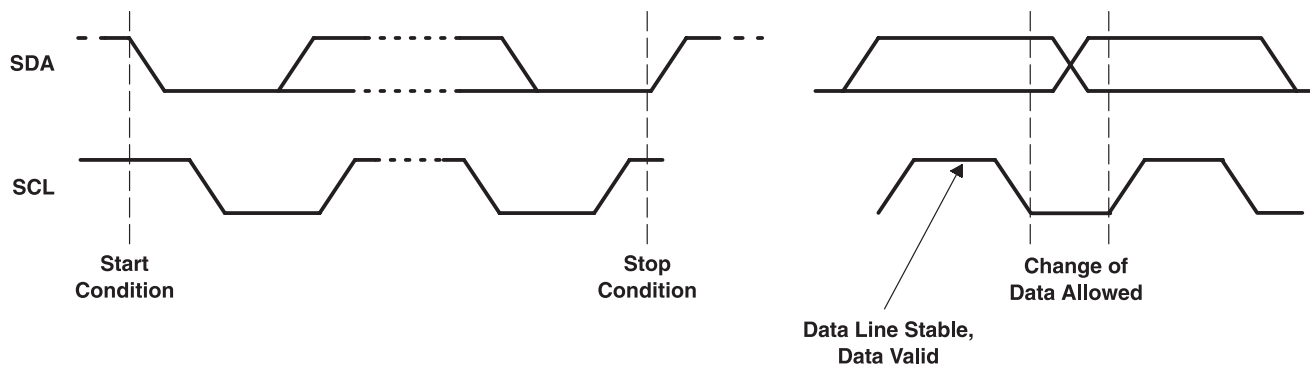 SDA
SCL
Start
Condition
Stop
Condition
Change of
Data Allowed
Data Line Stable,
Data Valid